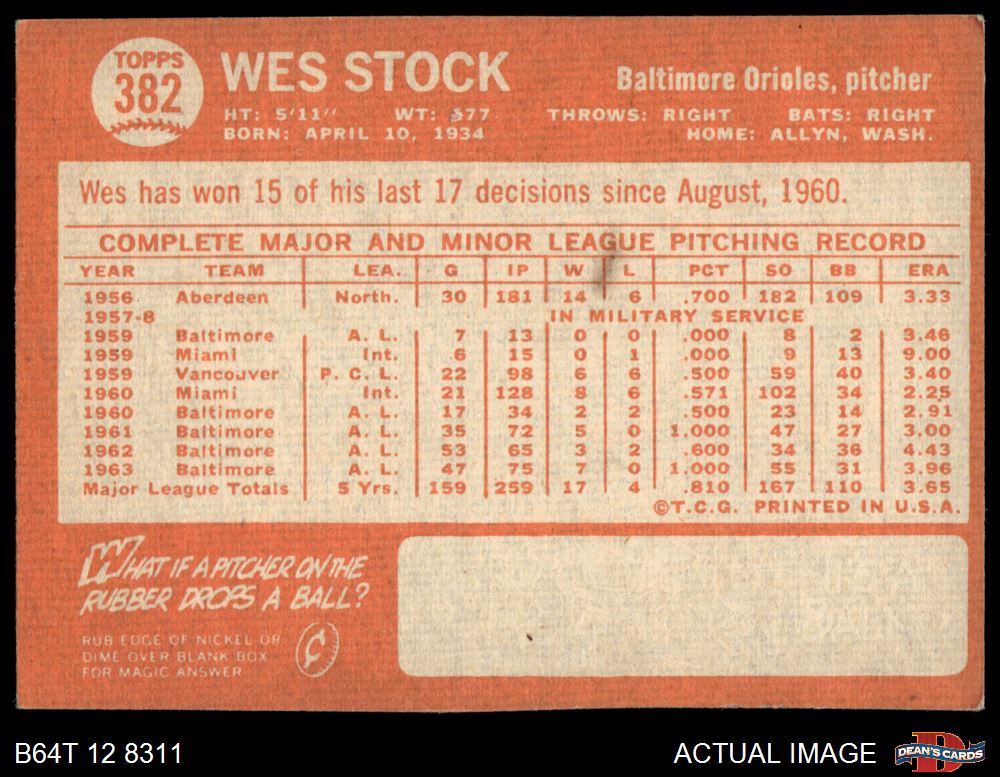 TOPPS
382
WES STOCK
Baltimore Orioles, pitcher
HT: 5'11" WT: 177 THROWS: RIGHT BATS: RIGHT
BORN: APRIL 10, 1934 HOME: ALLYN, WASH.
Wes has won 15 of his last 17 decisions since August, 1960.
COMPLETE MAJOR AND MINOR LEAGUE PITCHING RECORD
YEAR TEAM LEA. G IP W L PCT SO BB ERA
1956 Aberdeen North. 30 181 14 6 .700 182 109 3.33
1957-8 IN MILITARY SERVICE
1959 Baltimore A. L. 7 13 0 0 .000 8 2 3.46
1959 Miami Int. 6 15 0 1 .000 9 13 9.00
1959 Vancouver P. C. L. 22 98 6 6 .500 59 40 3.40
1960 Miami Int. 21 128 8 6 .571 102 34 2.25
1960 Baltimore A. L. 17 34 2 2 .500 23 14 2.91
1961 Baltimore A. L. 35 72 5 0 1.000 47 27 3.00
1962 Baltimore A. L. 53 65 3 2 .600 34 36 4.43
1963 Baltimore A. L. 47 75 7 0 1.000 55 31 3.96
Major League Totals 5 Yrs. 159 259 17 4 .810 167 110 3.65
©T.C.G. PRINTED IN U.S.A.
WHAT IF A PITCHER ON THE
RUBBER DROPS A BALL?
RUB EDGE OF NICKEL OR
DIME OVER BLANK BOX
FOR MAGIC ANSWER
B64T 12 8311
ACTUAL IMAGE
DEAN'S CARDS